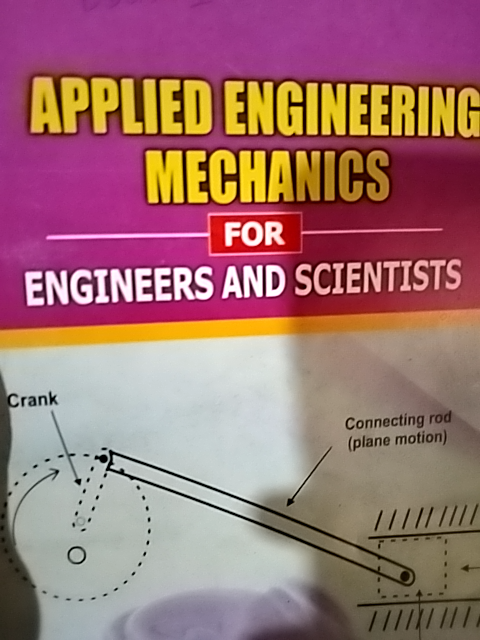 APPLIED ENGINEERING
MECHANICS
FOR
ENGINEERS AND SCIENTISTS
Crank
Connecting rod
(plane motion)
O